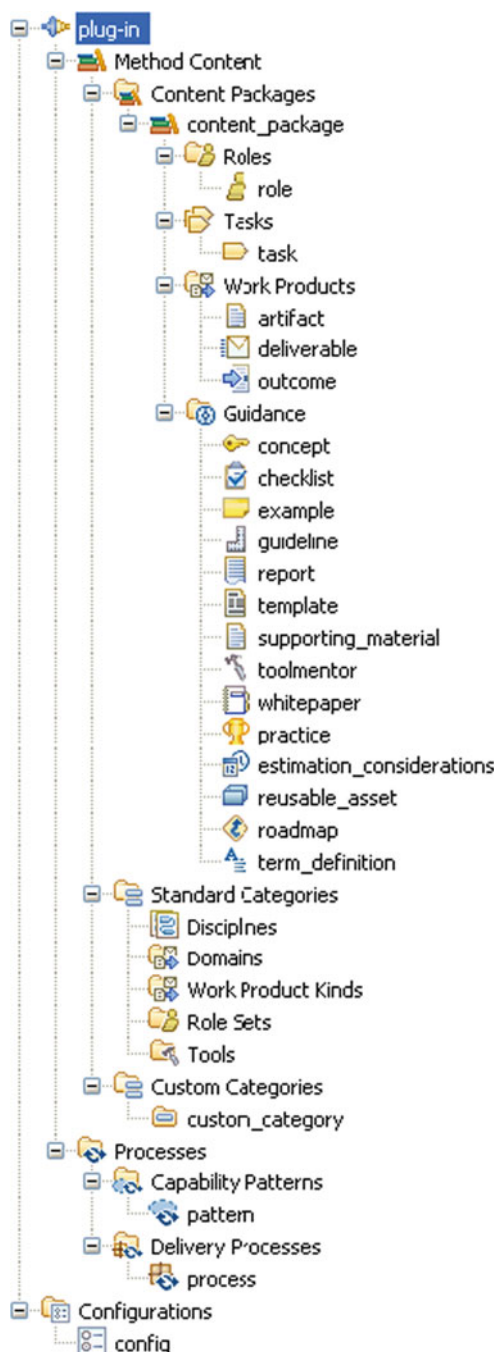 plug-in
Method Content
Content Packages
content_package
Roles
role
Tasks
task
Work Products
artifact
deliverable
outcome
Guidance
concept
checklist
example
guideline
report
template
supporting_material
toolmentor
whitepaper
practice
estimation_considerations
reusable_asset
roadmap
term_definition
Standard Categories
Disciplnes
Domains
Work Product Kinds
Role Sets
Tools
Custom Categories
custon_category
Processes
Capability Patterns
pattern
Delivery Processes
process
Configurations
config